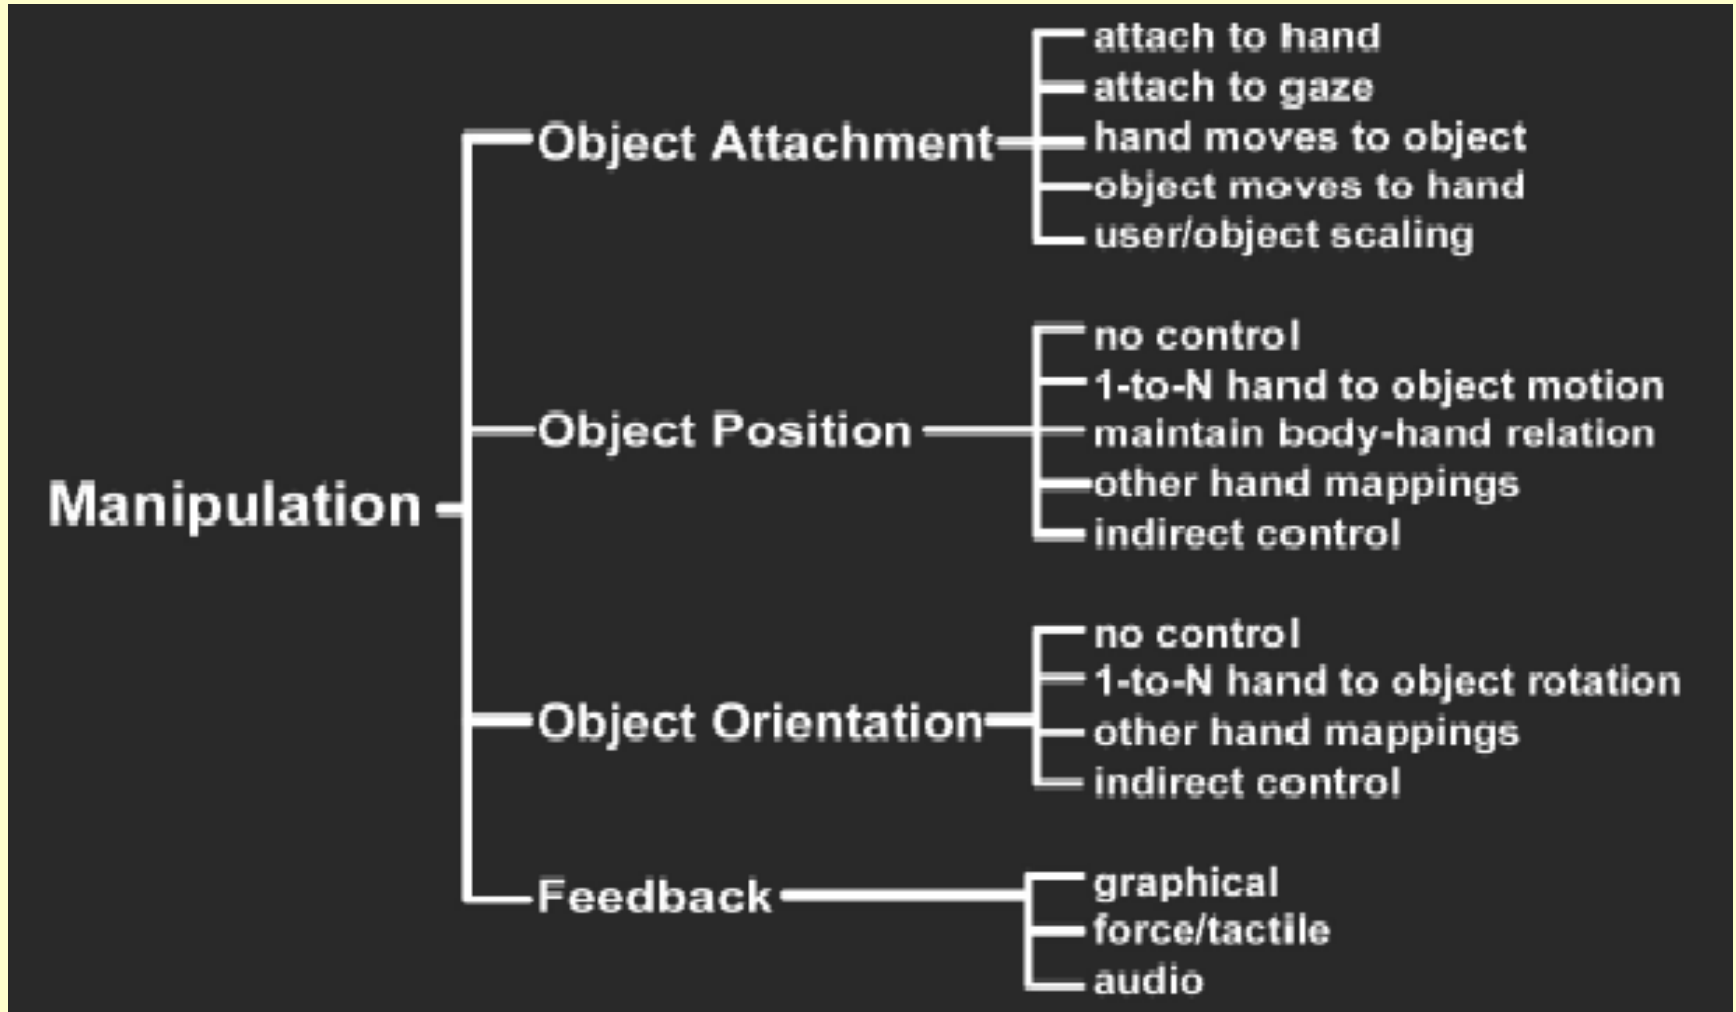 Manipulation
Object Attachment
attach to hand
attach to gaze
hand moves to object
object moves to hand
user/object scaling
Object Position
no control
1-to-N hand to object motion
maintain body-hand relation
other hand mappings
indirect control
Object Orientation
no control
1-to-N hand to object rotation
other hand mappings
indirect control
Feedback
graphical
force/tactile
audio